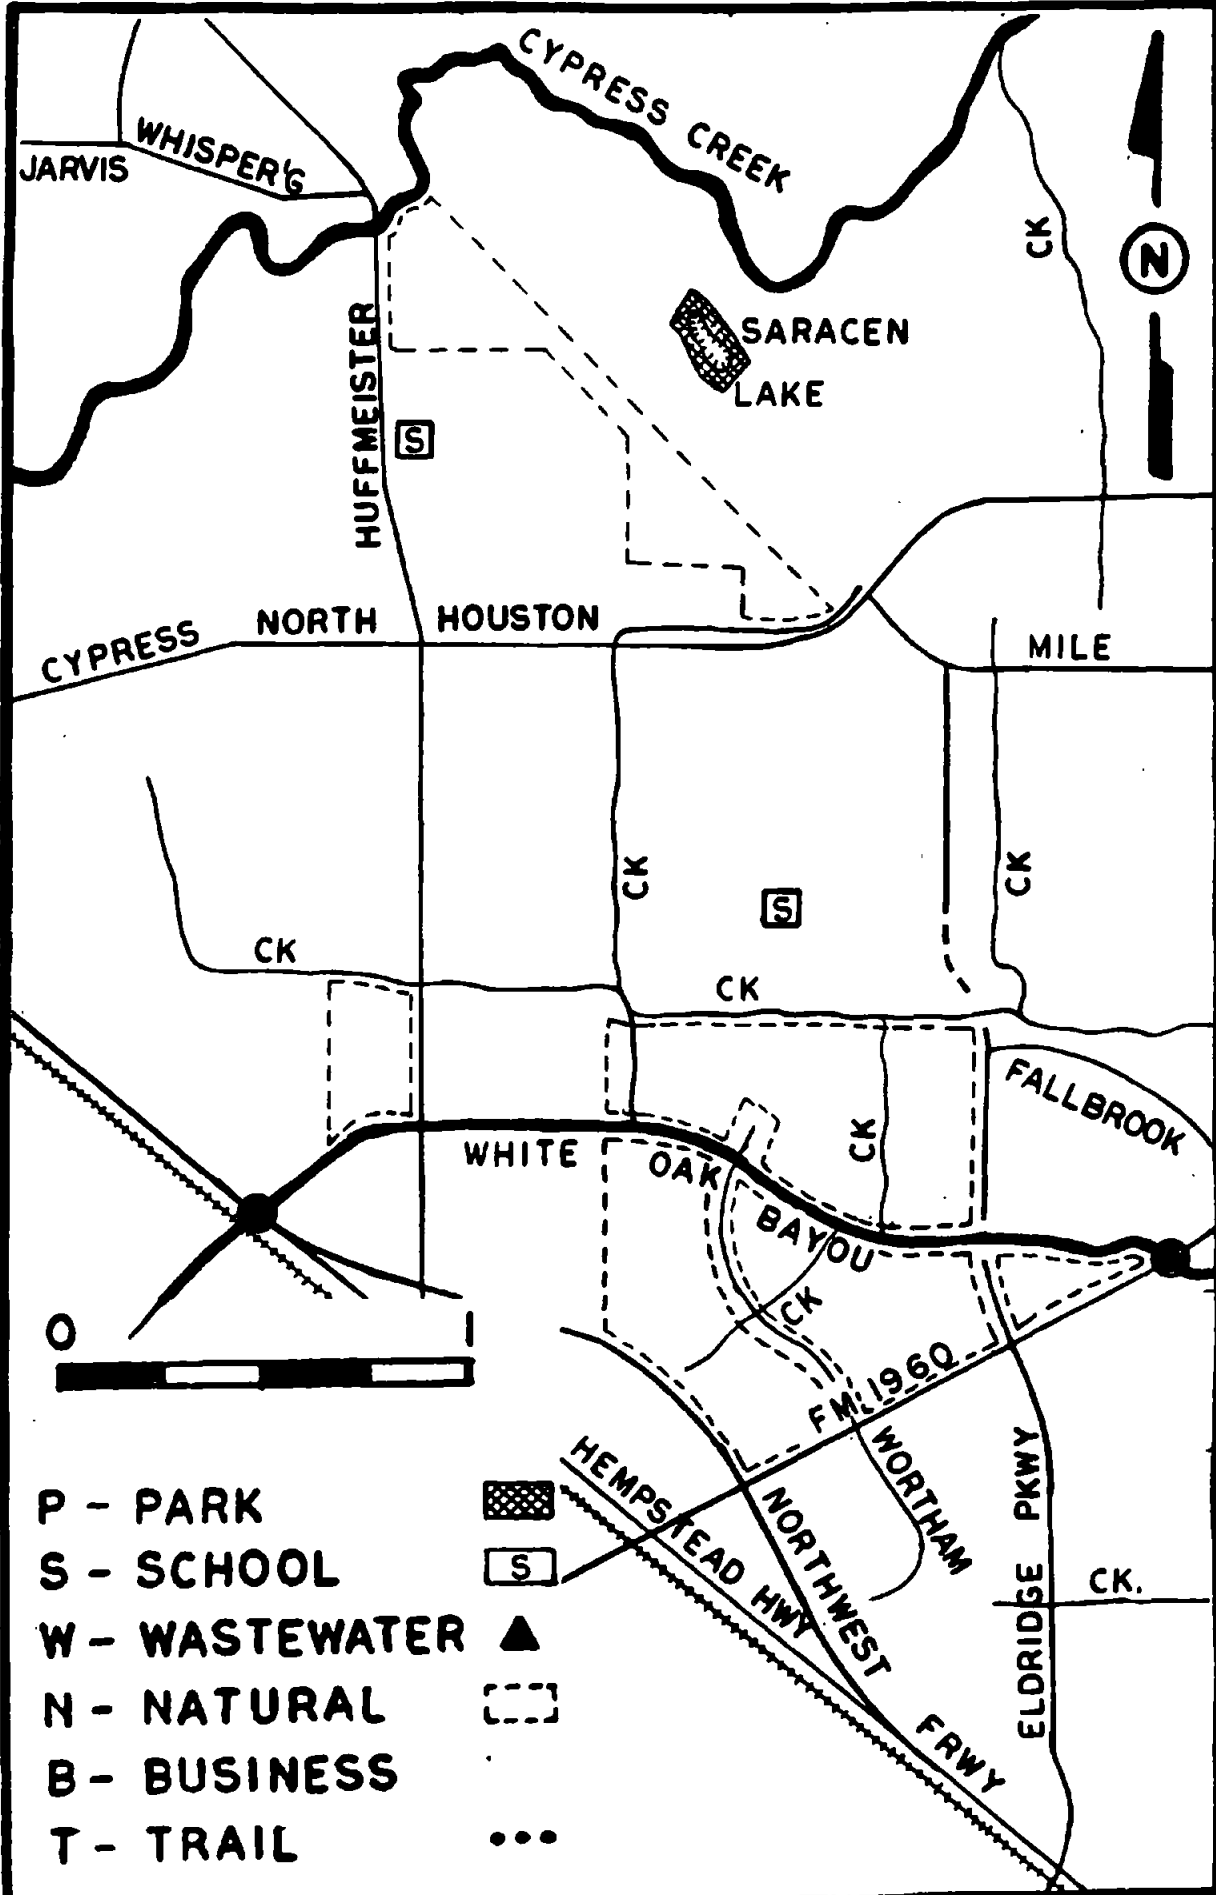 CYPRESS CREEK
JARVIS
WHISPER'G
CK
N
SARACEN
LAKE
HUFFMEISTER
S
CYPRESS NORTH HOUSTON
MILE
CK
CK
S
CK
CK
FALLBROOK
CK
WHITE OAK BAYOU
CK
0 1
FM 1960
HEMPSTEAD HWY
NORTHWEST FRWY
WORTHAM
ELDRIDGE PKWY
CK.
P - PARK
S - SCHOOL S
W - WASTEWATER
N - NATURAL
B - BUSINESS
T - TRAIL